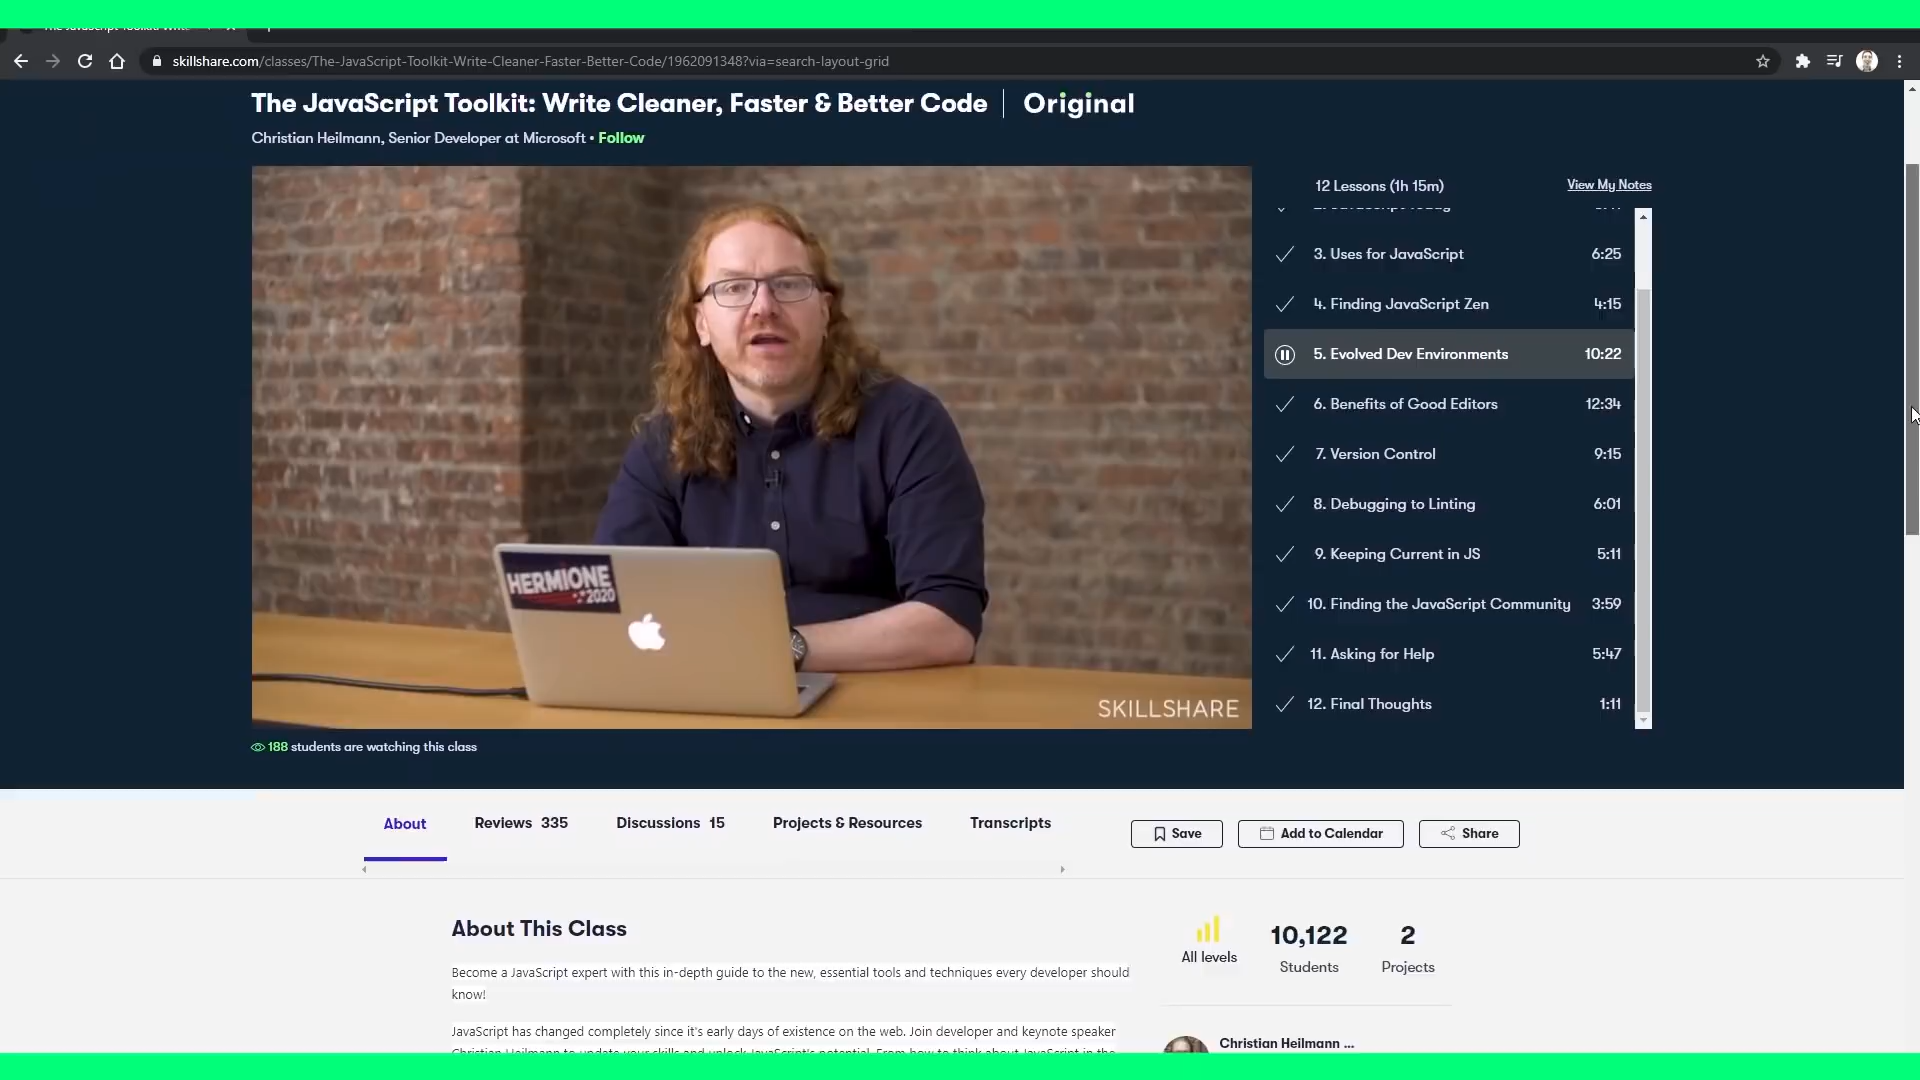 skillshare.com/classes/The-JavaScript-Toolkit-Write-Cleaner-Faster-Better-Code/1962091348?via=search-layout-grid
The JavaScript Toolkit: Write Cleaner, Faster & Better Code | Original
Christian Heilmann, Senior Developer at Microsoft • Follow
12 Lessons (1h 15m)
View My Notes
3. Uses for JavaScript 6:25
4. Finding JavaScript Zen 4:15
5. Evolved Dev Environments 10:22
6. Benefits of Good Editors 12:34
7. Version Control 9:15
8. Debugging to Linting 6:01
9. Keeping Current in JS 5:11
10. Finding the JavaScript Community 3:59
11. Asking for Help 5:47
12. Final Thoughts 1:11
HERMIONE
2020
SKILLSHARE
188 students are watching this class
About
Reviews 335
Discussions 15
Projects & Resources
Transcripts
Save
Add to Calendar
Share
About This Class
Become a JavaScript expert with this in-depth guide to the new, essential tools and techniques every developer should
know!
JavaScript has changed completely since it's early days of existence on the web. Join developer and keynote speaker
All levels
10,122
Students
2
Projects
Christian Heilmann ...